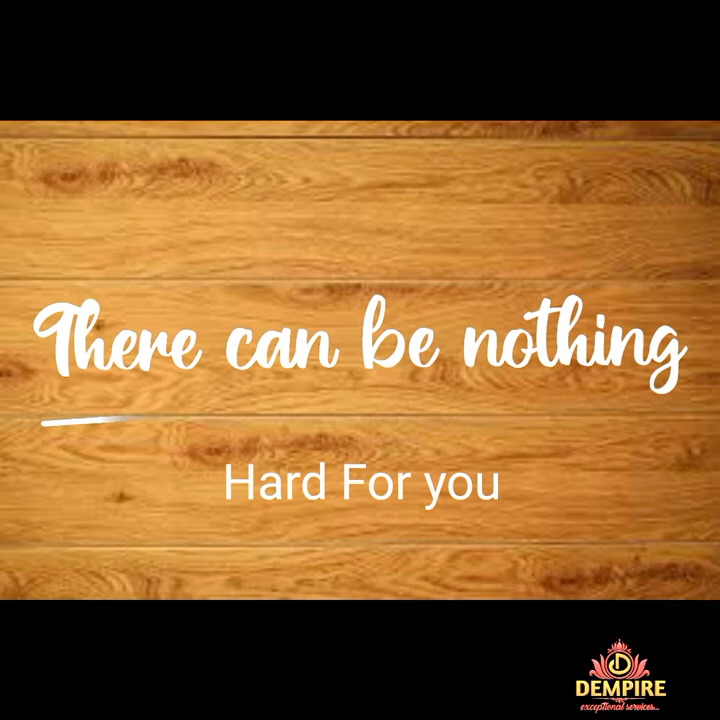 There can be nothing
Hard For you
D
DEMPIRE
exceptional services...